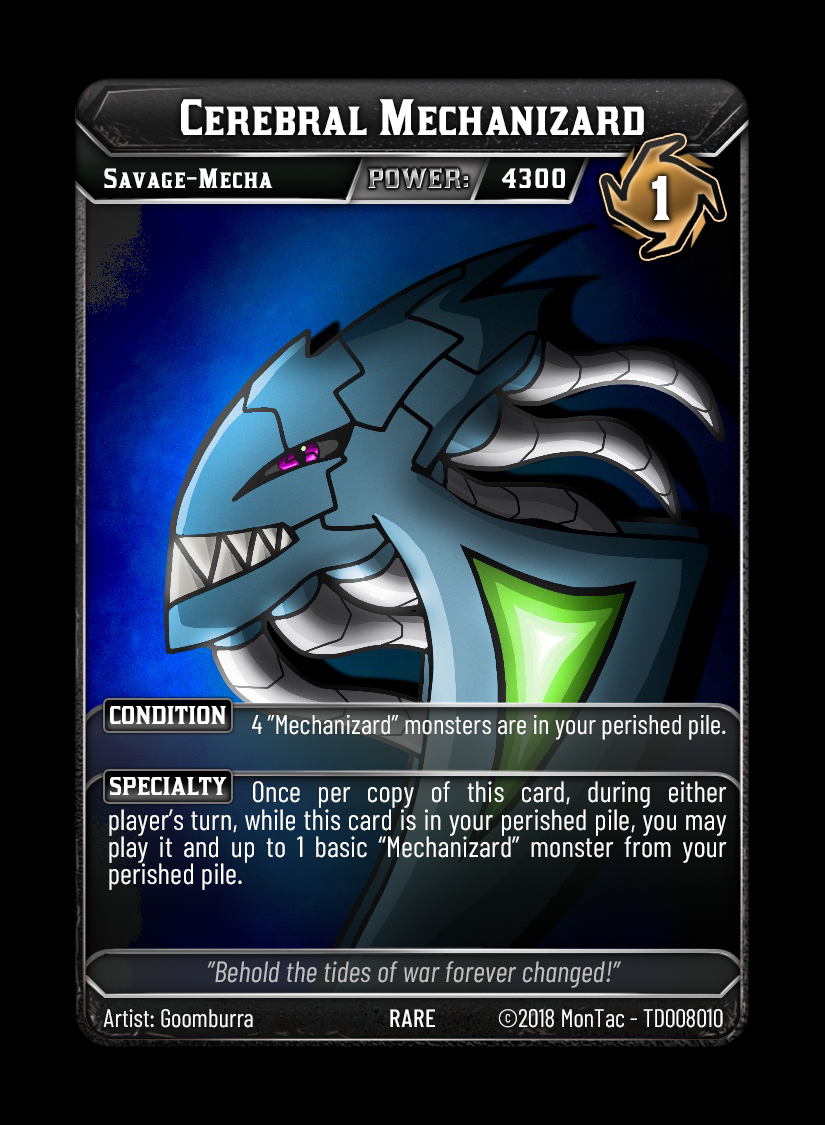 Cerebral Mechanizard
Savage-Mecha POWER: 4300
1
CONDITION 4 "Mechanizard" monsters are in your perished pile.
SPECIALTY Once per copy of this card, during either
player's turn, while this card is in your perished pile, you may
play it and up to 1 basic "Mechanizard" monster from your
perished pile.
"Behold the tides of war forever changed!"
Artist: Goomburra RARE ©2018 MonTac - TD008010